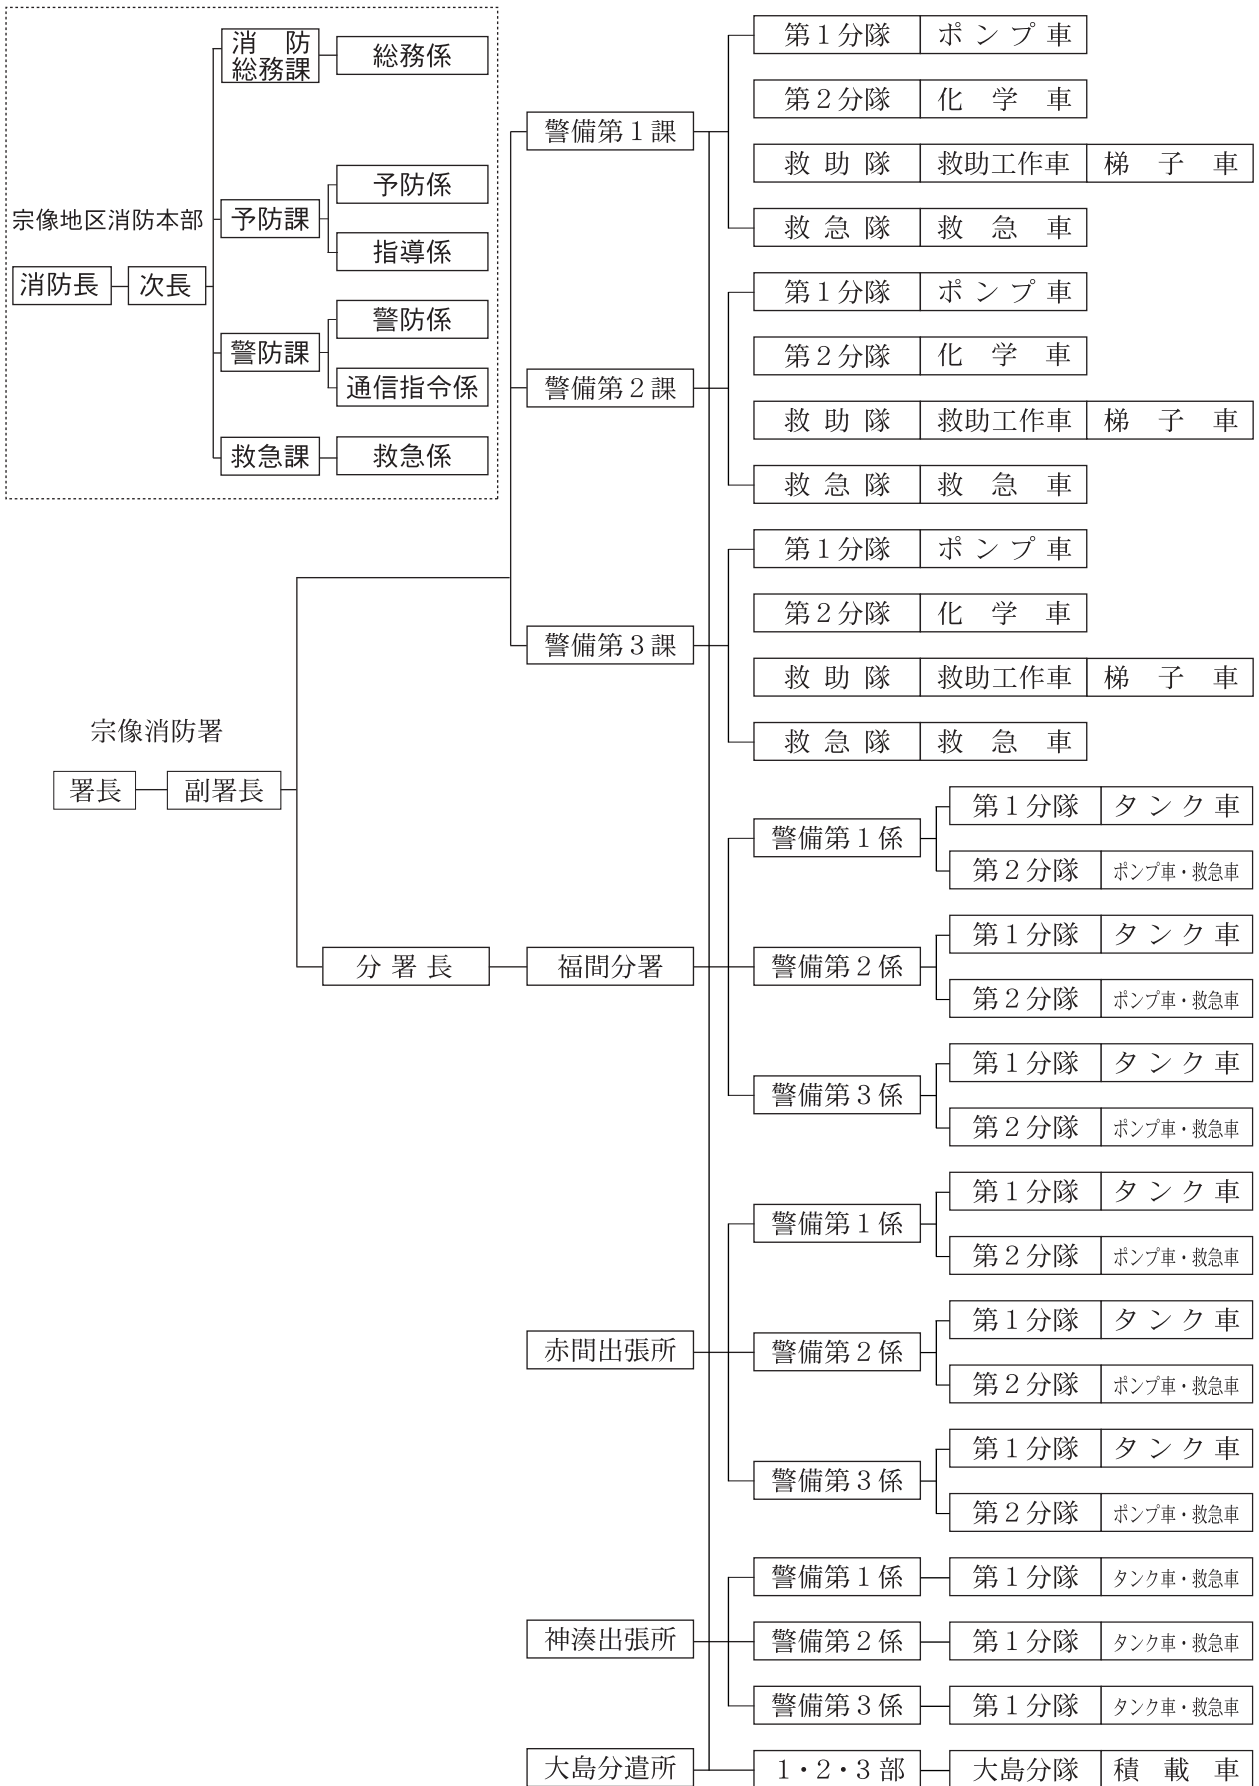 宗像地区消防本部
消防長
次長
消防
総務課
総務係
予防課
予防係
指導係
警防課
警防係
通信指令係
救急課
救急係
宗像消防署
署長
副署長
警備第1課
第1分隊 ポンプ車
第2分隊 化学車
救助隊 救助工作車 梯子車
救急隊 救急車
警備第2課
第1分隊 ポンプ車
第2分隊 化学車
救助隊 救助工作車 梯子車
救急隊 救急車
警備第3課
第1分隊 ポンプ車
第2分隊 化学車
救助隊 救助工作車 梯子車
救急隊 救急車
分署長
福間分署
警備第1係
第1分隊 タンク車
第2分隊 ポンプ車・救急車
警備第2係
第1分隊 タンク車
第2分隊 ポンプ車・救急車
警備第3係
第1分隊 タンク車
第2分隊 ポンプ車・救急車
赤間出張所
警備第1係
第1分隊 タンク車
第2分隊 ポンプ車・救急車
警備第2係
第1分隊 タンク車
第2分隊 ポンプ車・救急車
警備第3係
第1分隊 タンク車
第2分隊 ポンプ車・救急車
神湊出張所
警備第1係 第1分隊 タンク車・救急車
警備第2係 第1分隊 タンク車・救急車
警備第3係 第1分隊 タンク車・救急車
大島分遣所
1・2・3部 大島分隊 積載車